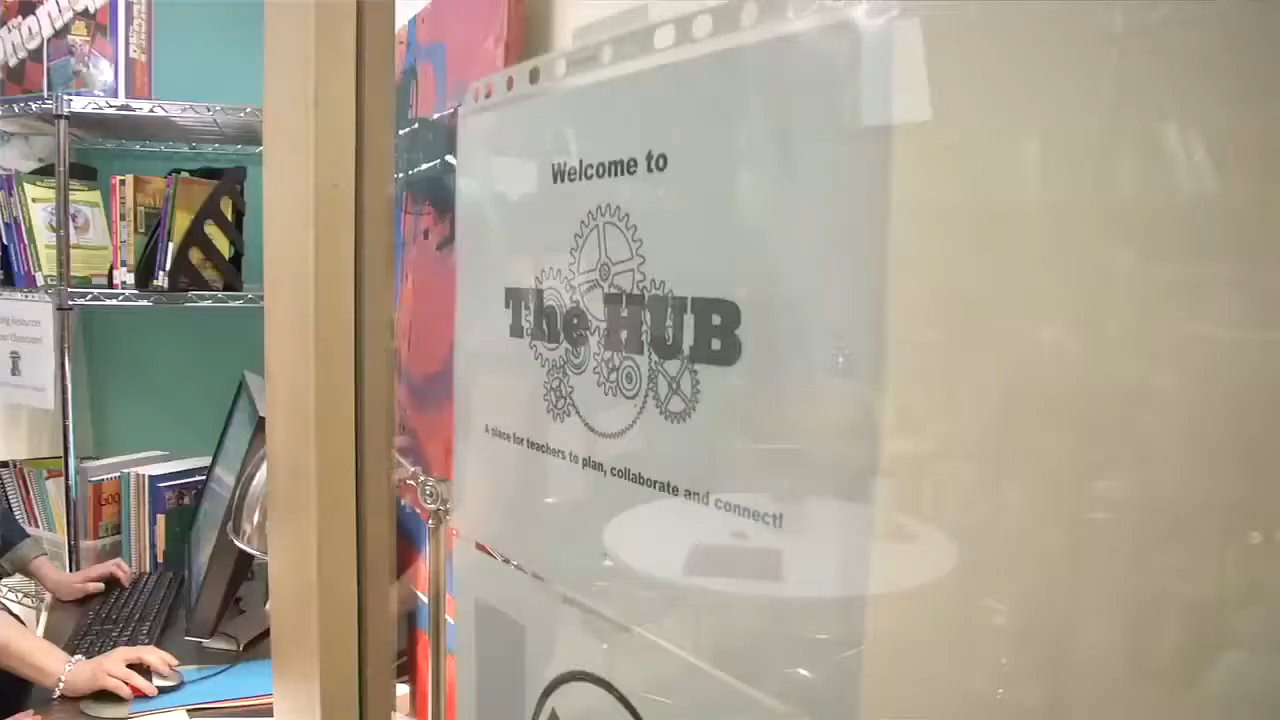 Welcome to
The HUB
A place for teachers to plan, collaborate and connect!